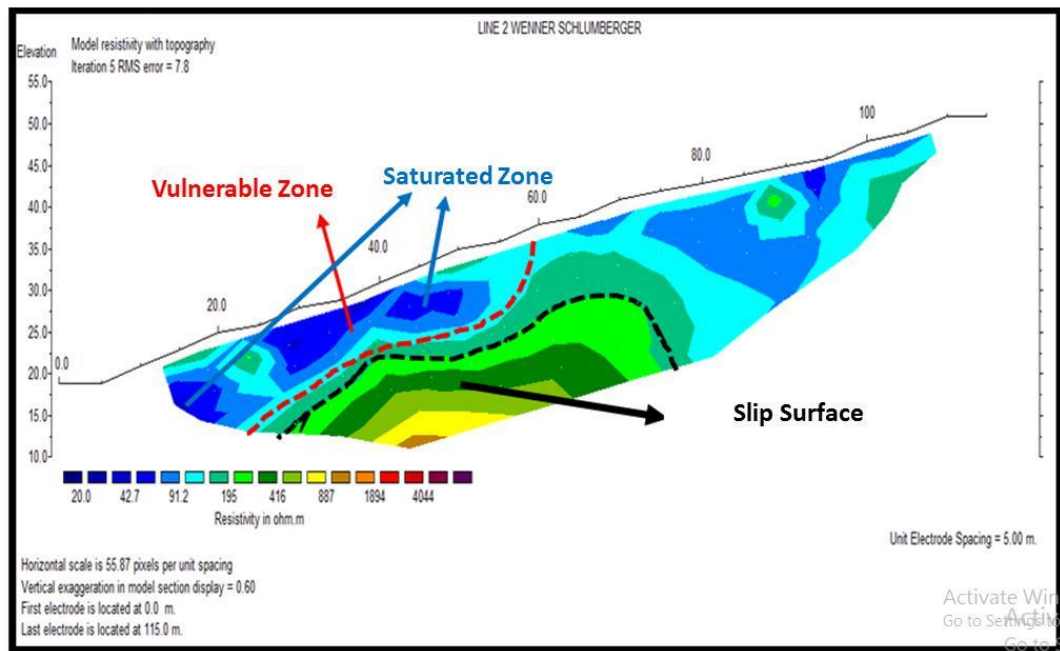 LINE 2 WENNER SCHLUMBERGER
Model resistivity with topography
Elevation
Iteration 5 RMS error = 7.8
55.0
50.0
45.0
40.0
35.0
30.0
25.0
20.0
15.0
10.0
0.0
20.0
40.0
60.0
80.0
100
Vulnerable Zone
Saturated Zone
Slip Surface
20.0 42.7 91.2 195 416 887 1894 4044
Resistivity in ohm.m
Unit Electrode Spacing = 5.00 m.
Horizontal scale is 55.87 pixels per unit spacing
Vertical exaggeration in model section display = 0.60
First electrode is located at 0.0 m.
Last electrode is located at 115.0 m.
Activate Win
Go to Settings to
Activ
Go to S